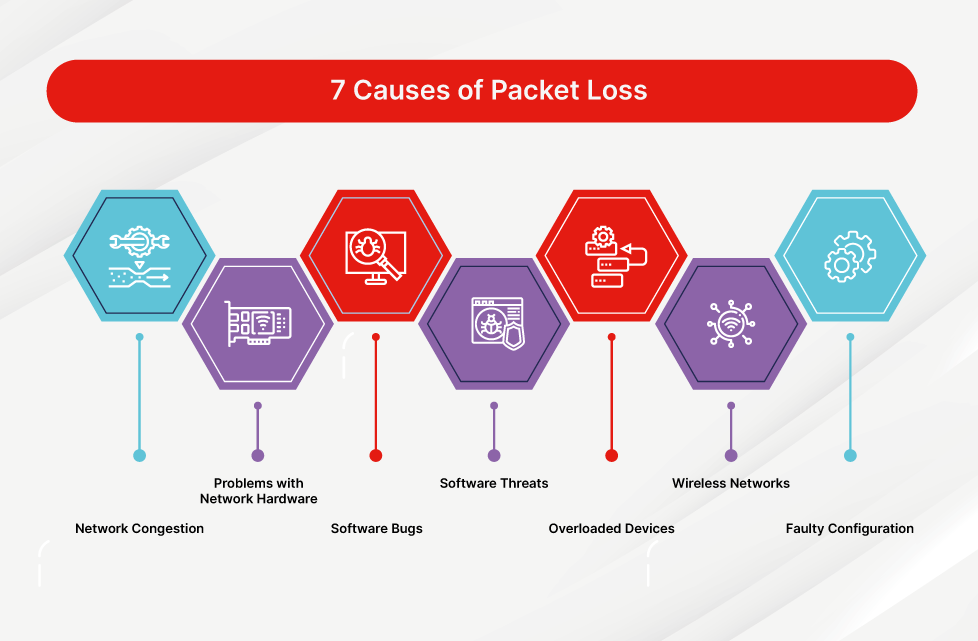 7 Causes of Packet Loss
Network Congestion
Problems with
Network Hardware
Software Bugs
Software Threats
Overloaded Devices
Wireless Networks
Faulty Configuration